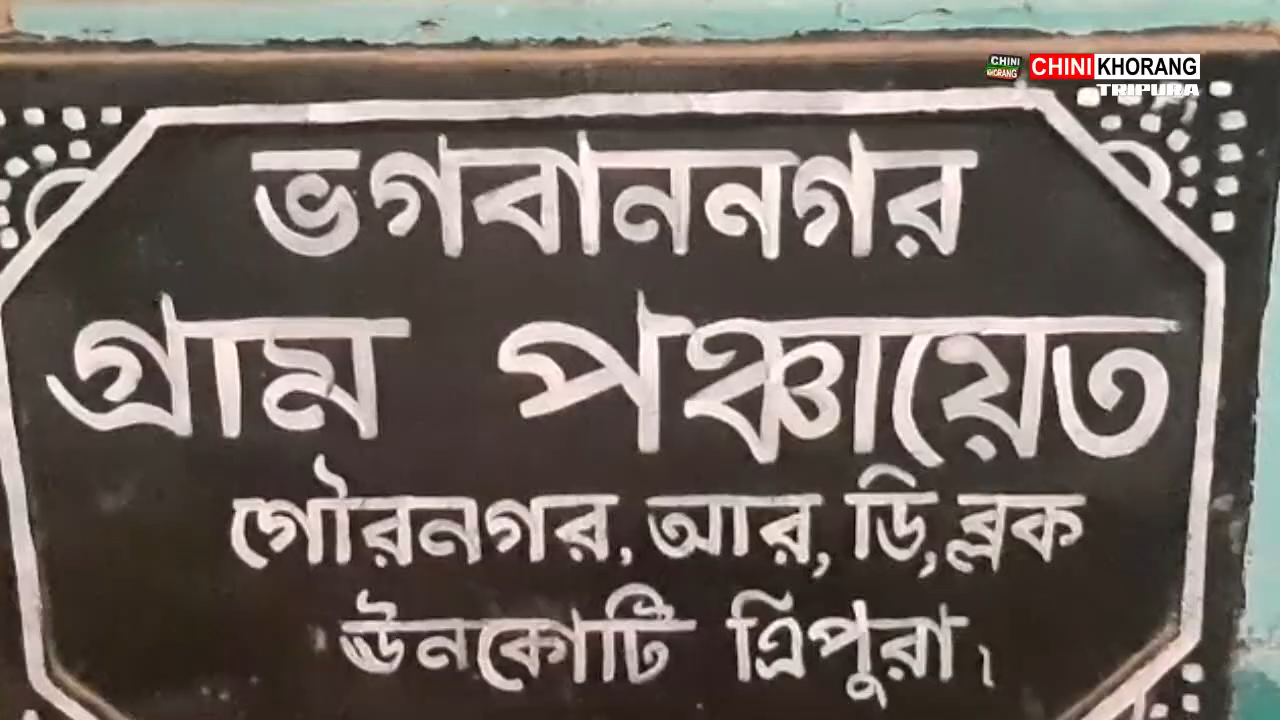 CHINI KHORANG
CHINI KHORANG
TRIPURA
ভগবাননগর
গ্রাম পঞ্চায়েত
গৌরনগর, আর, ডি, ব্লক
ঊনকোটি ত্রিপুরা।